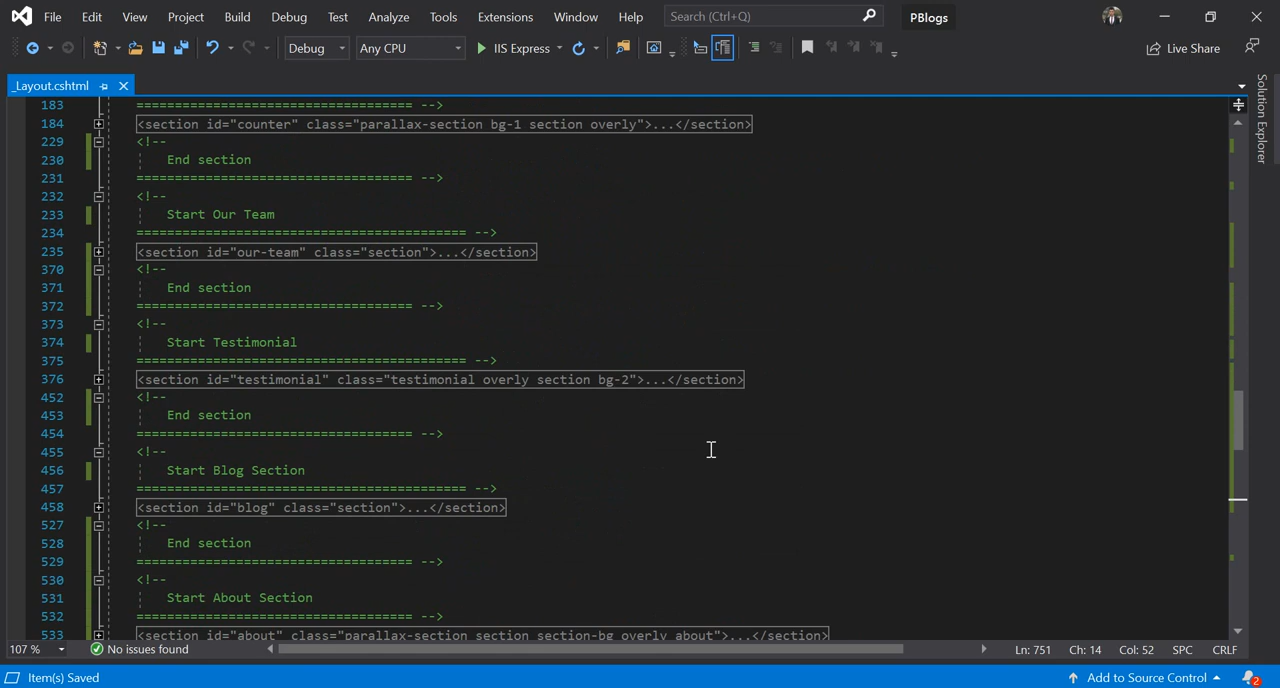 File Edit View Project Build Debug Test Analyze Tools Extensions Window Help Search (Ctrl+Q) PBlogs
Debug Any CPU IIS Express Live Share
_Layout.cshtml
Solution Explorer
183 ==================================== -->
184 <section id="counter" class="parallax-section bg-1 section overly">...</section>
229 <!--
230 End section
231 ==================================== -->
232 <!--
233 Start Our Team
234 =========================================== -->
235 <section id="our-team" class="section">...</section>
370 <!--
371 End section
372 ==================================== -->
373 <!--
374 Start Testimonial
375 =========================================== -->
376 <section id="testimonial" class="testimonial overly section bg-2">...</section>
452 <!--
453 End section
454 ==================================== -->
455 <!--
456 Start Blog Section
457 =========================================== -->
458 <section id="blog" class="section">...</section>
527 <!--
528 End section
529 ==================================== -->
530 <!--
531 Start About Section
532 ==================================== -->
533 <section id="about" class="parallax-section section section-bg overly about">...</section>
107 % No issues found Ln: 751 Ch: 14 Col: 52 SPC CRLF
Item(s) Saved Add to Source Control 2